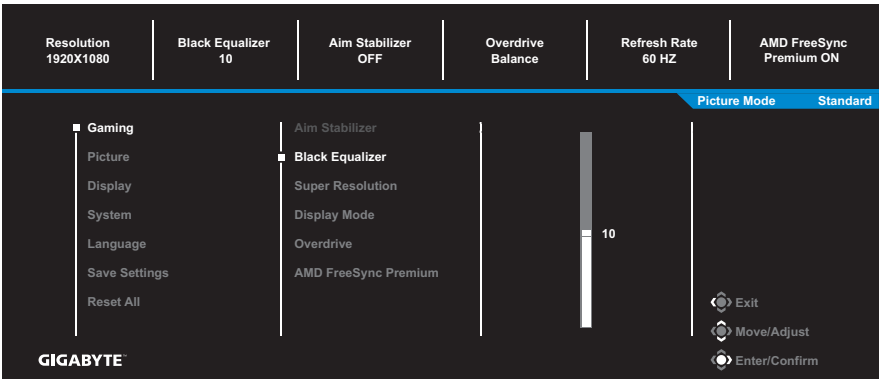 Resolution
1920X1080
Black Equalizer
10
Aim Stabilizer
OFF
Overdrive
Balance
Refresh Rate
60 HZ
AMD FreeSync
Premium ON
Picture Mode Standard
Gaming
Picture
Display
System
Language
Save Settings
Reset All
Aim Stabilizer
Black Equalizer
Super Resolution
Display Mode
Overdrive
AMD FreeSync Premium
10
Exit
Move/Adjust
Enter/Confirm
GIGABYTE™